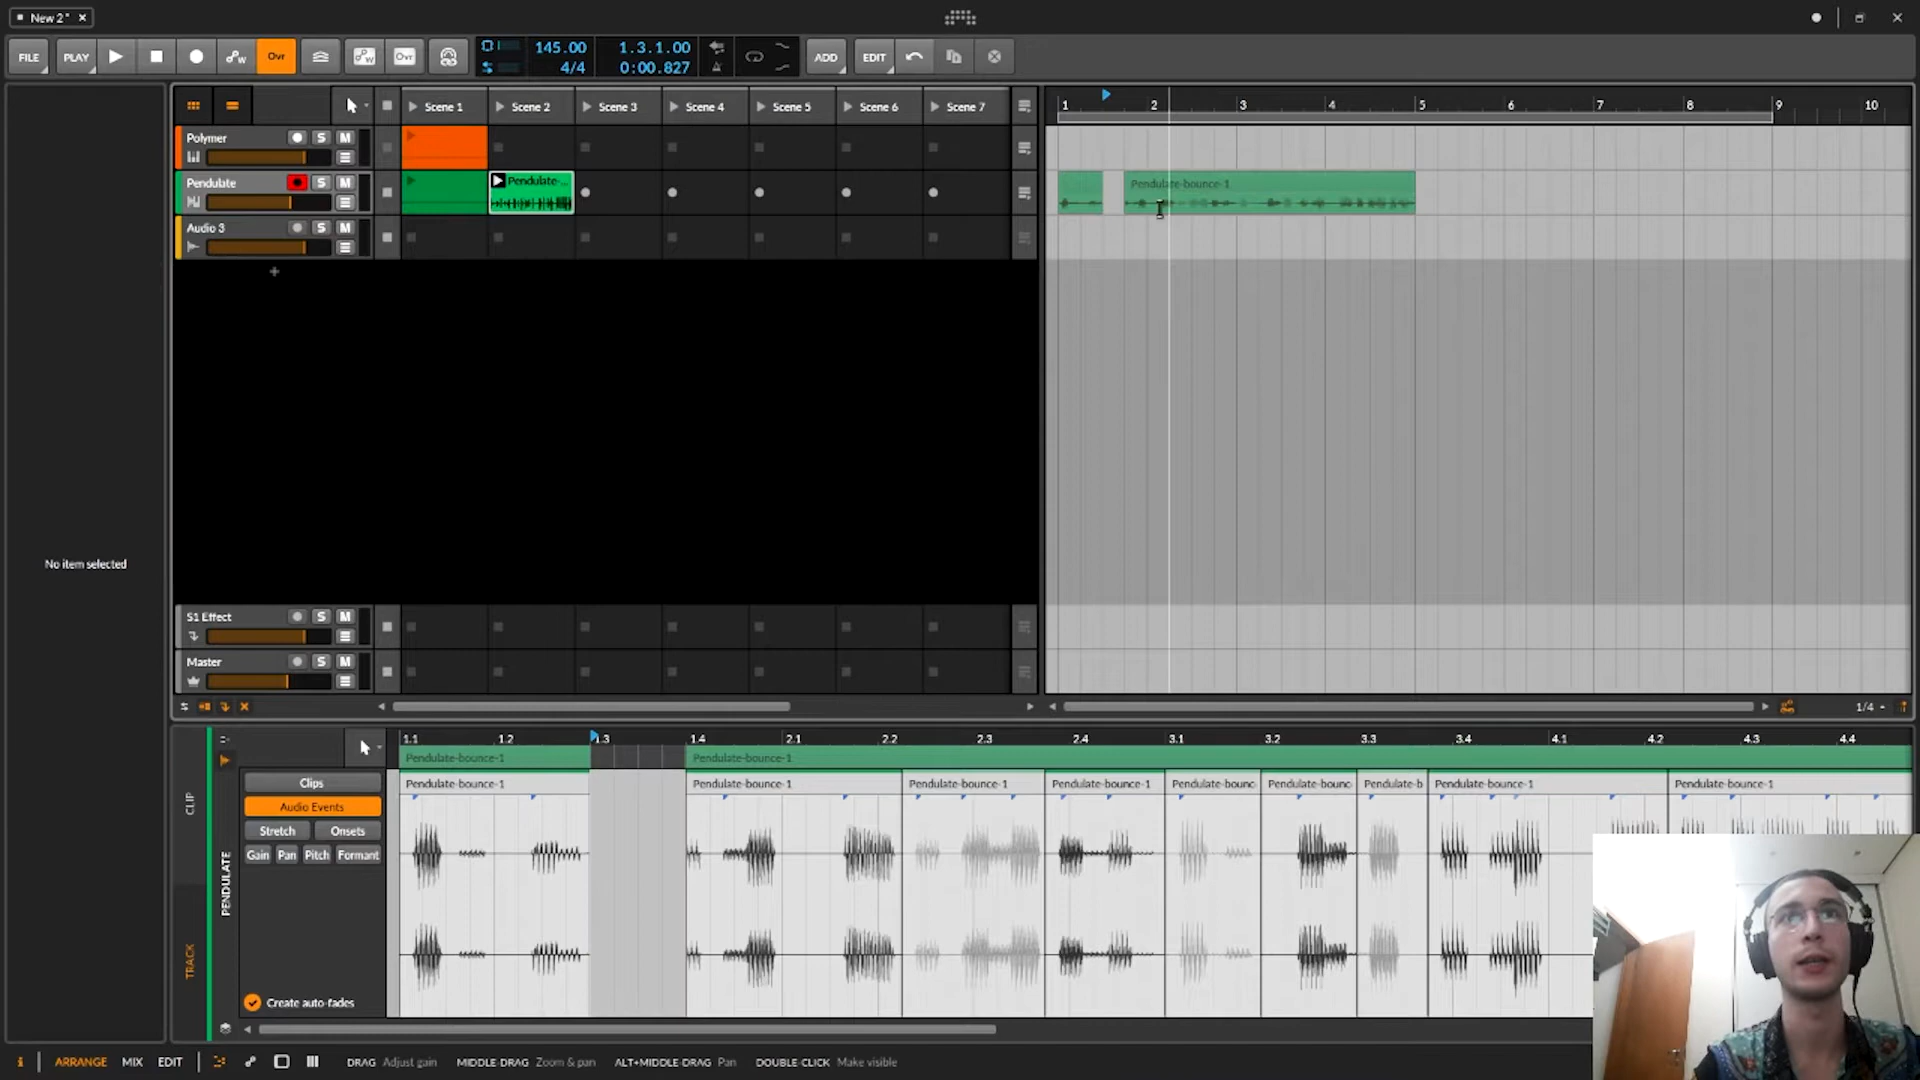 New 2*
FILE PLAY Ovr Ovr 145.00 4/4 1.3.1.00 0:00.827 ADD EDIT
Scene 1 Scene 2 Scene 3 Scene 4 Scene 5 Scene 6 Scene 7
1 2 3 4 5 6 7 8 9 10
Polymer S M
Pendulate S M Pendulate-... Pendulate-bounce-1
Audio 3 S M
No item selected
S1 Effect S M
Master S M
1/4
1.1 1.2 1.3 1.4 2.1 2.2 2.3 2.4 3.1 3.2 3.3 3.4 4.1 4.2 4.3 4.4
Pendulate-bounce-1 Pendulate-bounce-1
Pendulate-bounce-1 Pendulate-bounce-1 Pendulate-bounce-1 Pendulate-bounce-1 Pendulate-bounc Pendulate-bounc Pendulate-b Pendulate-bounce-1 Pendulate-bounce-1
CLIP
TRACK
PENDULATE
Clips
Audio Events
Stretch Onsets
Gain Pan Pitch Formant
Create auto-fades
i ARRANGE MIX EDIT DRAG Adjust gain MIDDLE-DRAG Zoom & pan ALT+MIDDLE-DRAG Pan DOUBLE-CLICK Make visible